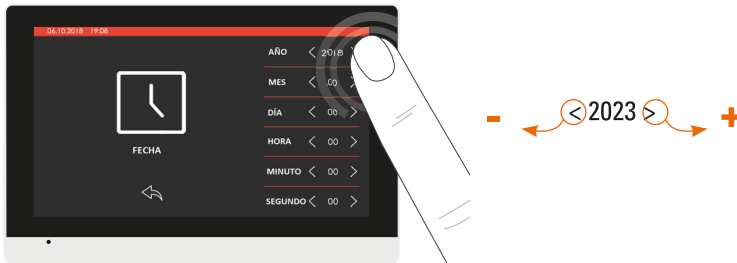 06.10.2018 19:08
AÑO < 2018 >
MES < 00 >
DÍA < 00 >
HORA < 00 >
MINUTO < 00 >
SEGUNDO < 00 >
FECHA
- < 2023 > +